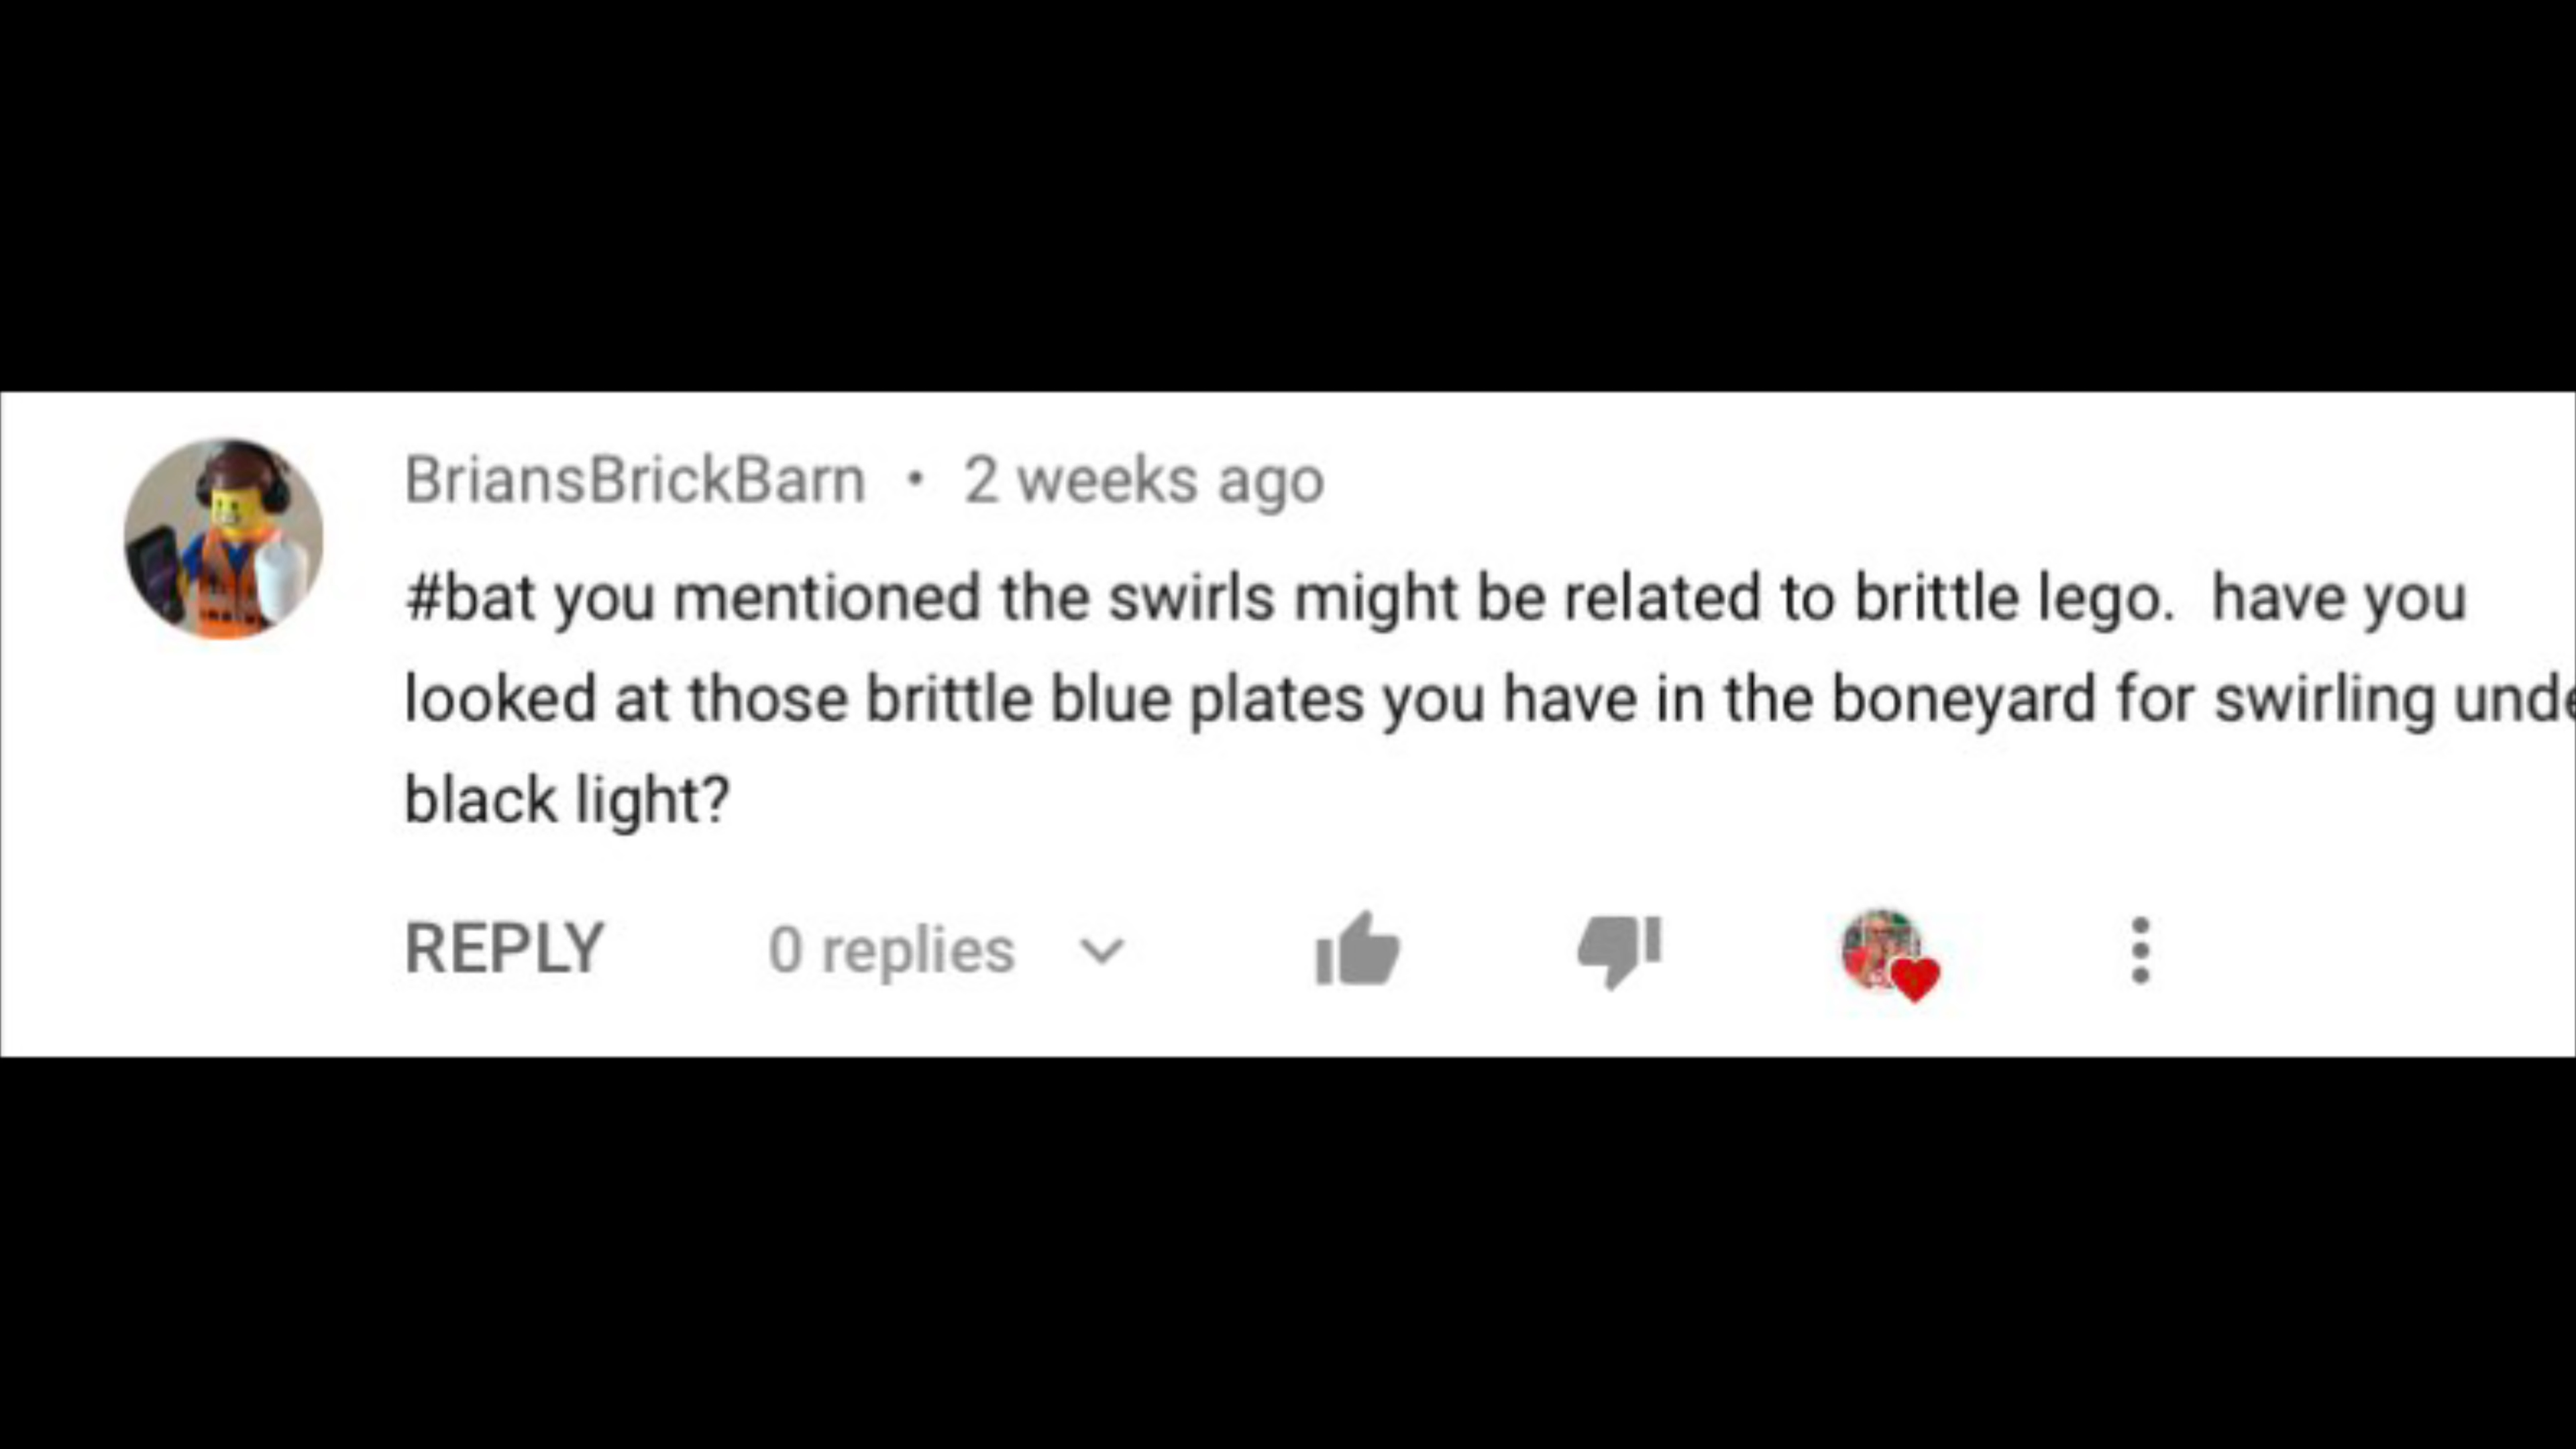 BriansBrickBarn • 2 weeks ago
#bat you mentioned the swirls might be related to brittle lego.  have you
looked at those brittle blue plates you have in the boneyard for swirling
black light?
REPLY 0 replies